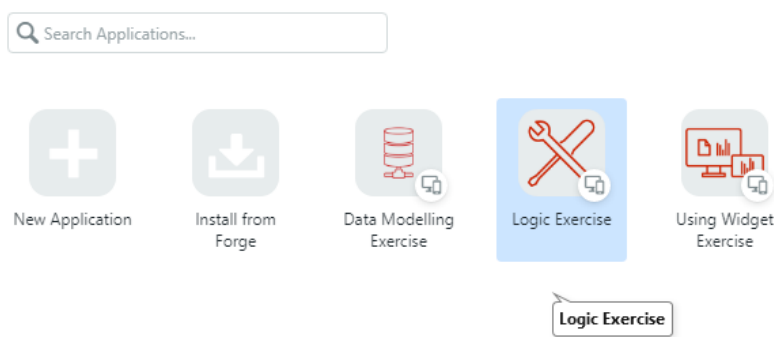 Search Applications...
New Application
Install from
Forge
Data Modelling
Exercise
Logic Exercise
Using Widget
Exercise
Logic Exercise